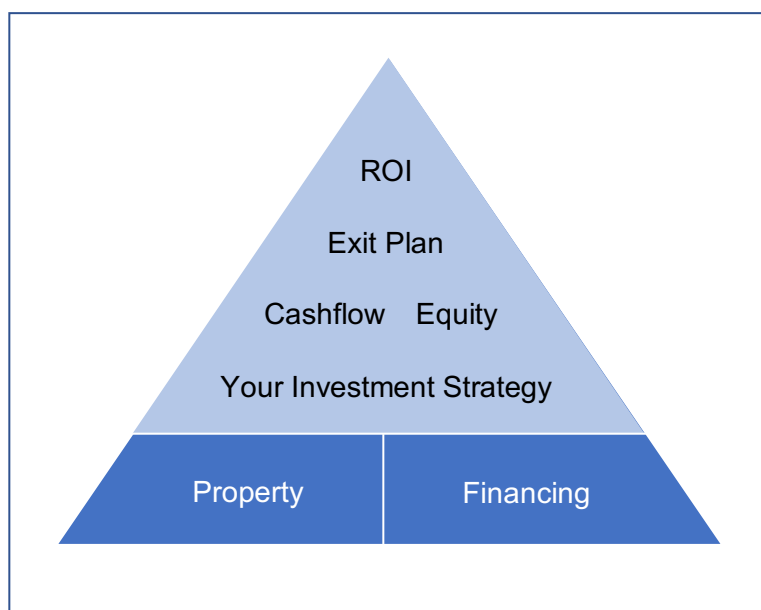 ROI
Exit Plan
Cashflow Equity
Your Investment Strategy
Property Financing